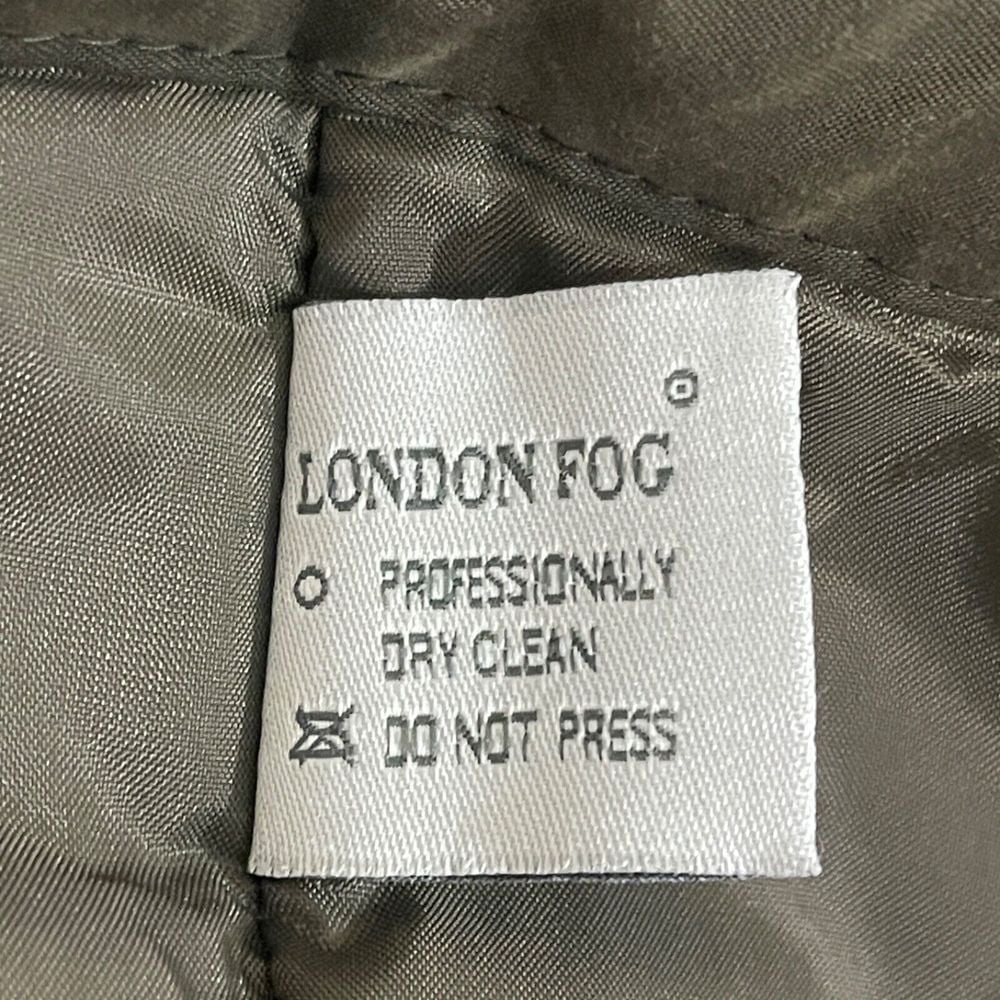 LONDON FOG
PROFESSIONALLY
DRY CLEAN
DO NOT PRESS